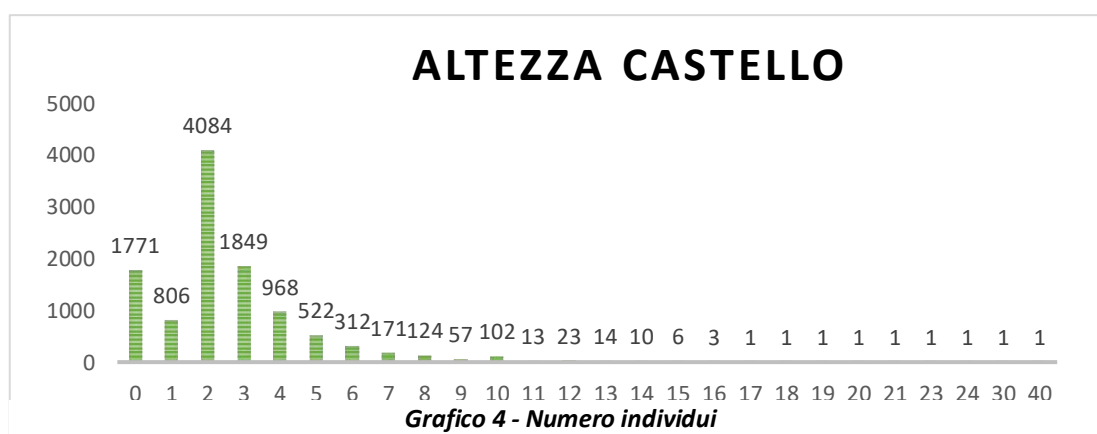 ALTEZZA CASTELLO
5000
4084
4000
3000
1771
1849
2000
806
968
1000
522 312 171 124 57 102 13 23 14 10 6 3 1 1 1 1 1 1 1 1 1
0
0 1 2 3 4 5 6 7 8 9 10 11 12 13 14 15 16 17 18 19 20 21 23 24 30 40
Grafico 4 - Numero individui